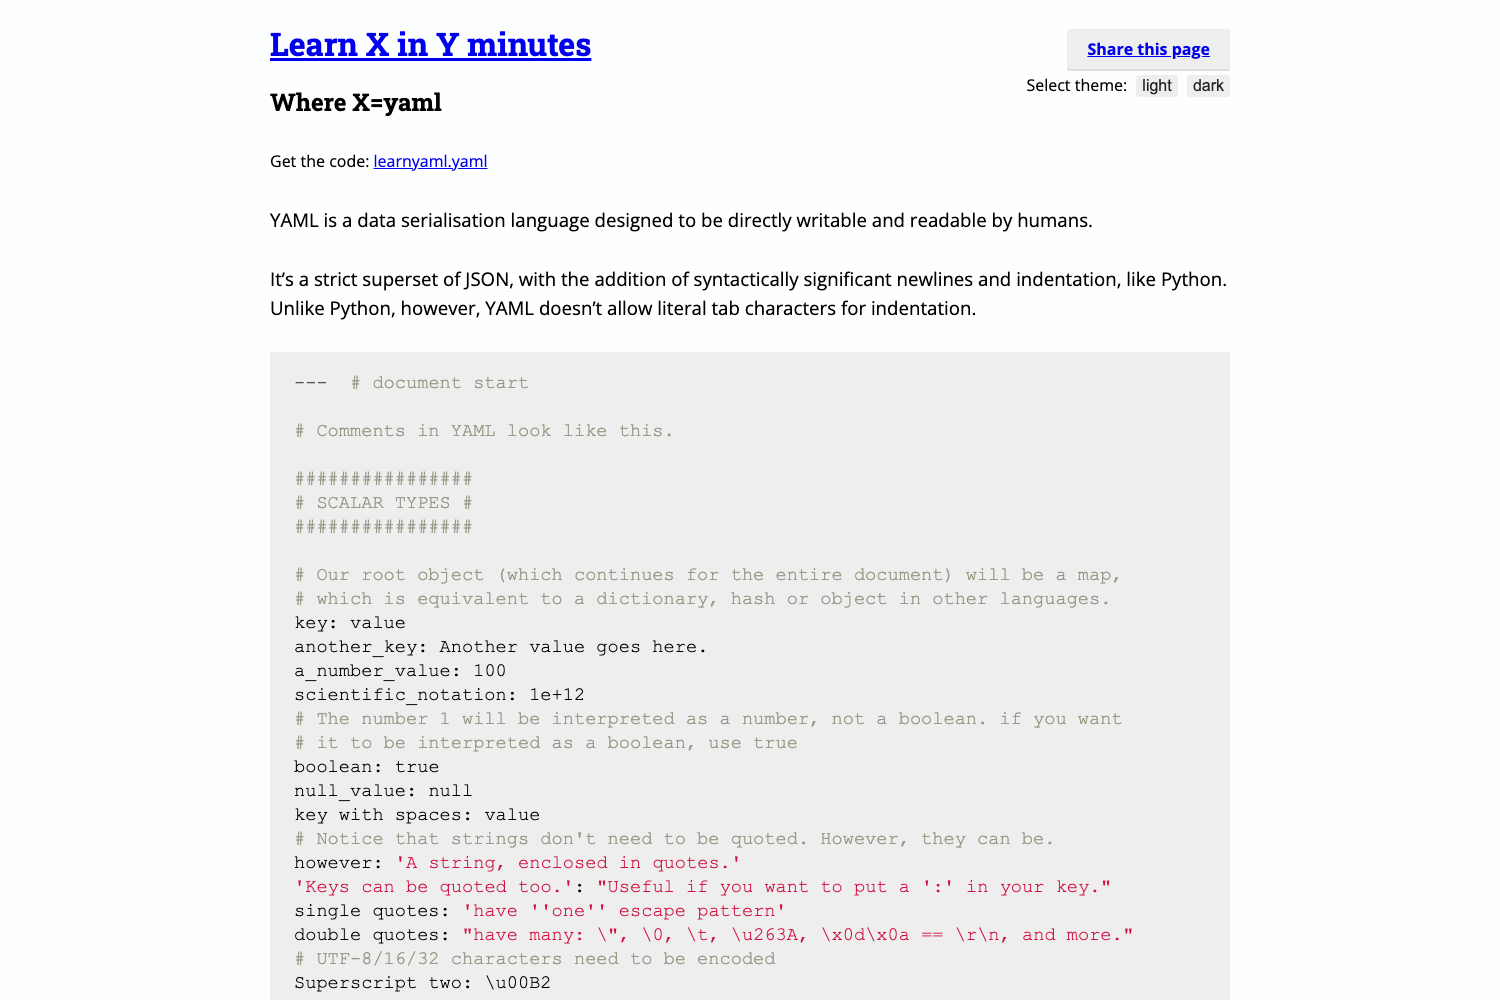 Learn X in Y minutes
Share this page
Select theme: light dark
Where X=yaml
Get the code: learnyaml.yaml
YAML is a data serialisation language designed to be directly writable and readable by humans.
It’s a strict superset of JSON, with the addition of syntactically significant newlines and indentation, like Python.
Unlike Python, however, YAML doesn’t allow literal tab characters for indentation.
---  # document start
# Comments in YAML look like this.
################
# SCALAR TYPES #
################
# Our root object (which continues for the entire document) will be a map,
# which is equivalent to a dictionary, hash or object in other languages.
key: value
another_key: Another value goes here.
a_number_value: 100
scientific_notation: 1e+12
# The number 1 will be interpreted as a number, not a boolean. if you want
# it to be interpreted as a boolean, use true
boolean: true
null_value: null
key with spaces: value
# Notice that strings don't need to be quoted. However, they can be.
however: 'A string, enclosed in quotes.'
'Keys can be quoted too.': "Useful if you want to put a ':' in your key."
single quotes: 'have ''one'' escape pattern'
double quotes: "have many: \", \0, \t, \u263A, \x0d\x0a == \r\n, and more."
# UTF-8/16/32 characters need to be encoded
Superscript two: \u00B2